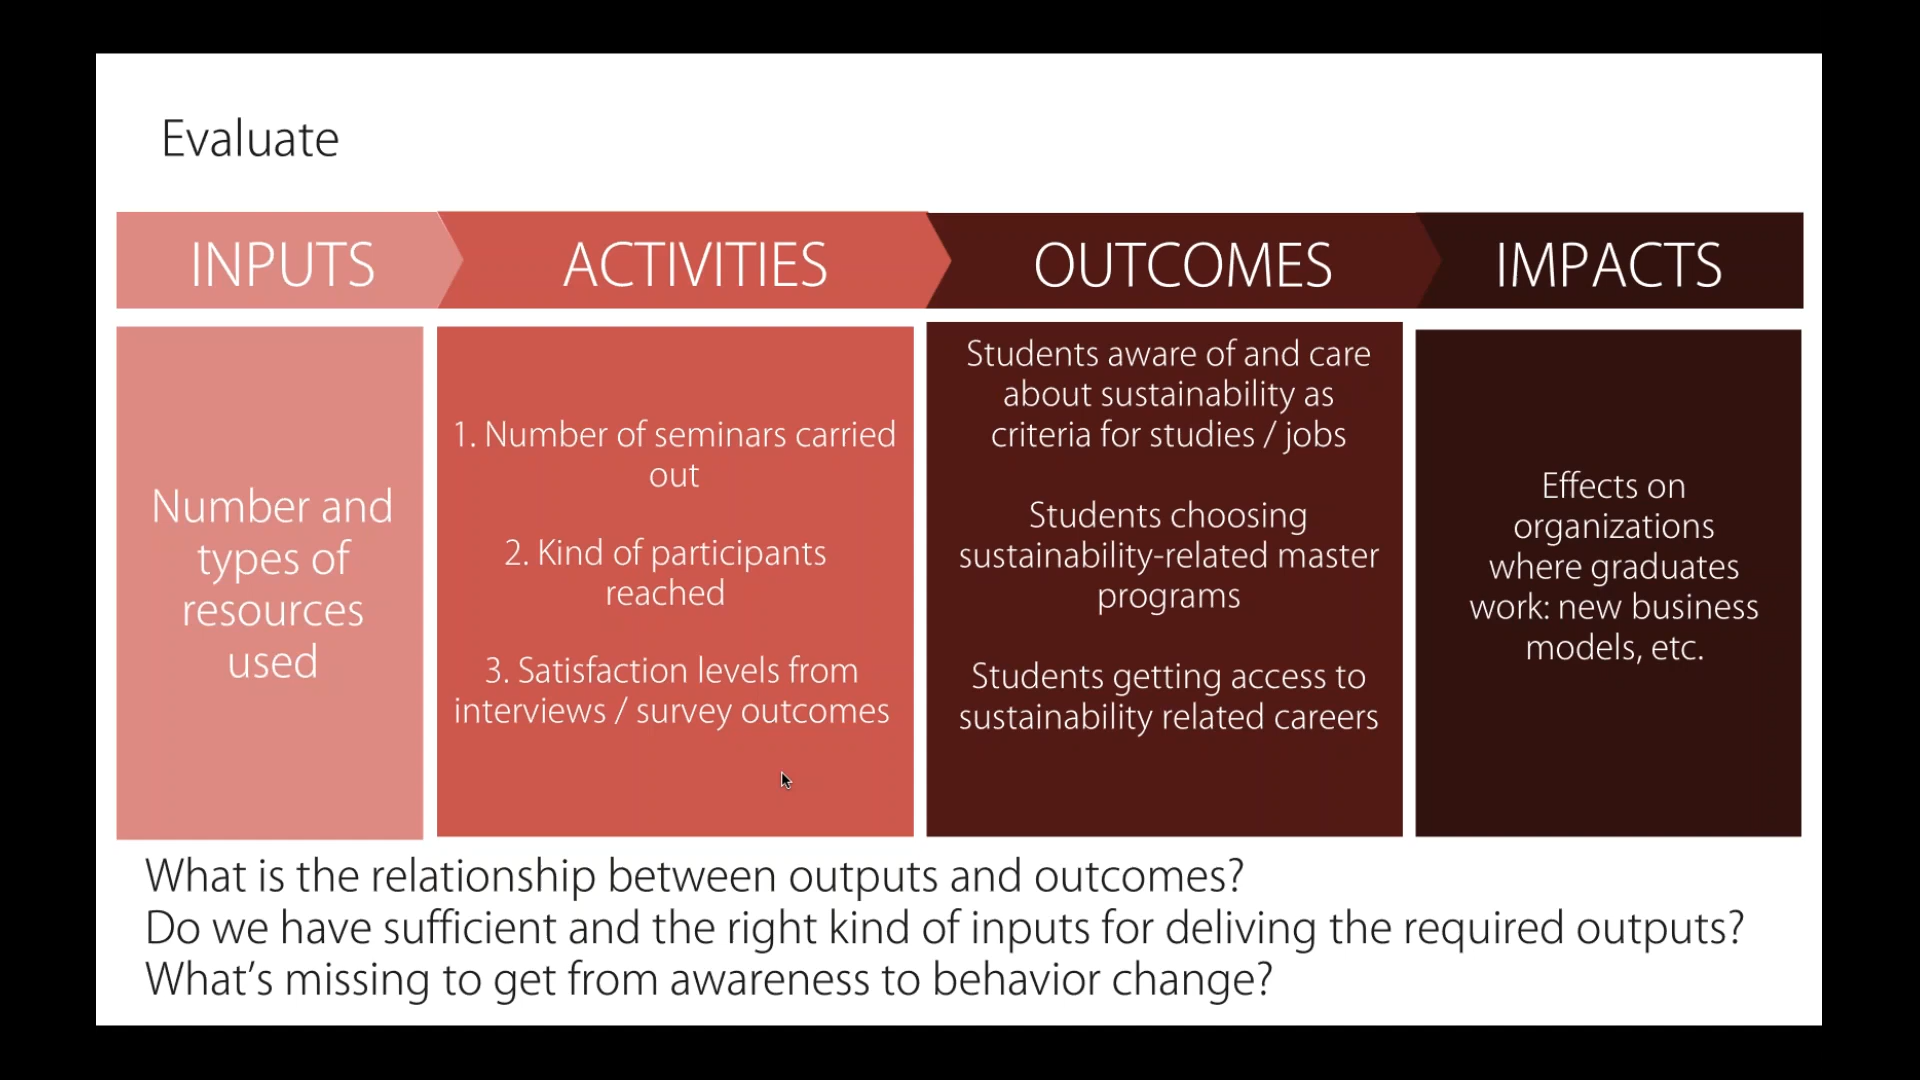 Evaluate
INPUTS
ACTIVITIES
OUTCOMES
IMPACTS
Number and
types of
resources
used
1. Number of seminars carried
out
2. Kind of participants
reached
3. Satisfaction levels from
interviews / survey outcomes
Students aware of and care
about sustainability as
criteria for studies / jobs
Students choosing
sustainability-related master
programs
Students getting access to
sustainability related careers
Effects on
organizations
where graduates
work: new business
models, etc.
What is the relationship between outputs and outcomes?
Do we have sufficient and the right kind of inputs for deliving the required outputs?
What’s missing to get from awareness to behavior change?